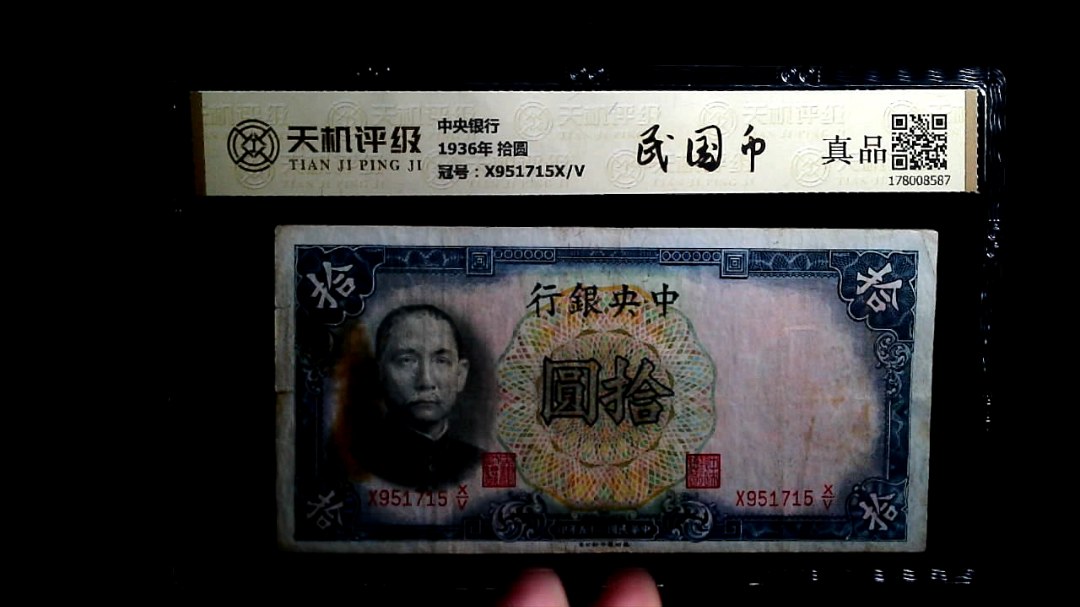 天机评级
TIAN JI PING JI
中央银行
1936年 拾圆
冠号：X951715X/V
民国币
真品
178008587
拾
拾
行銀央中
圓拾
X951715 X/V
X951715 X/V
拾
拾